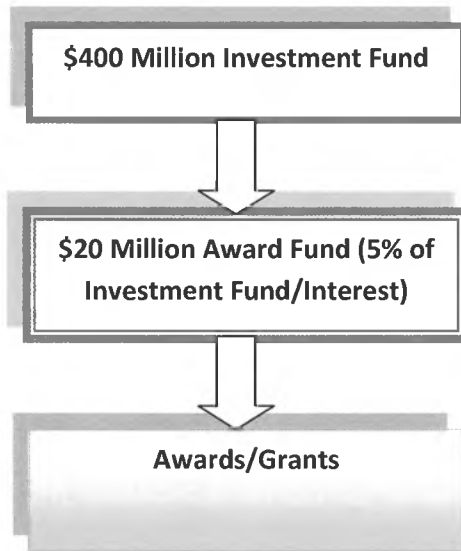 $400 Million Investment Fund
$20 Million Award Fund (5% of
Investment Fund/Interest)
Awards/Grants